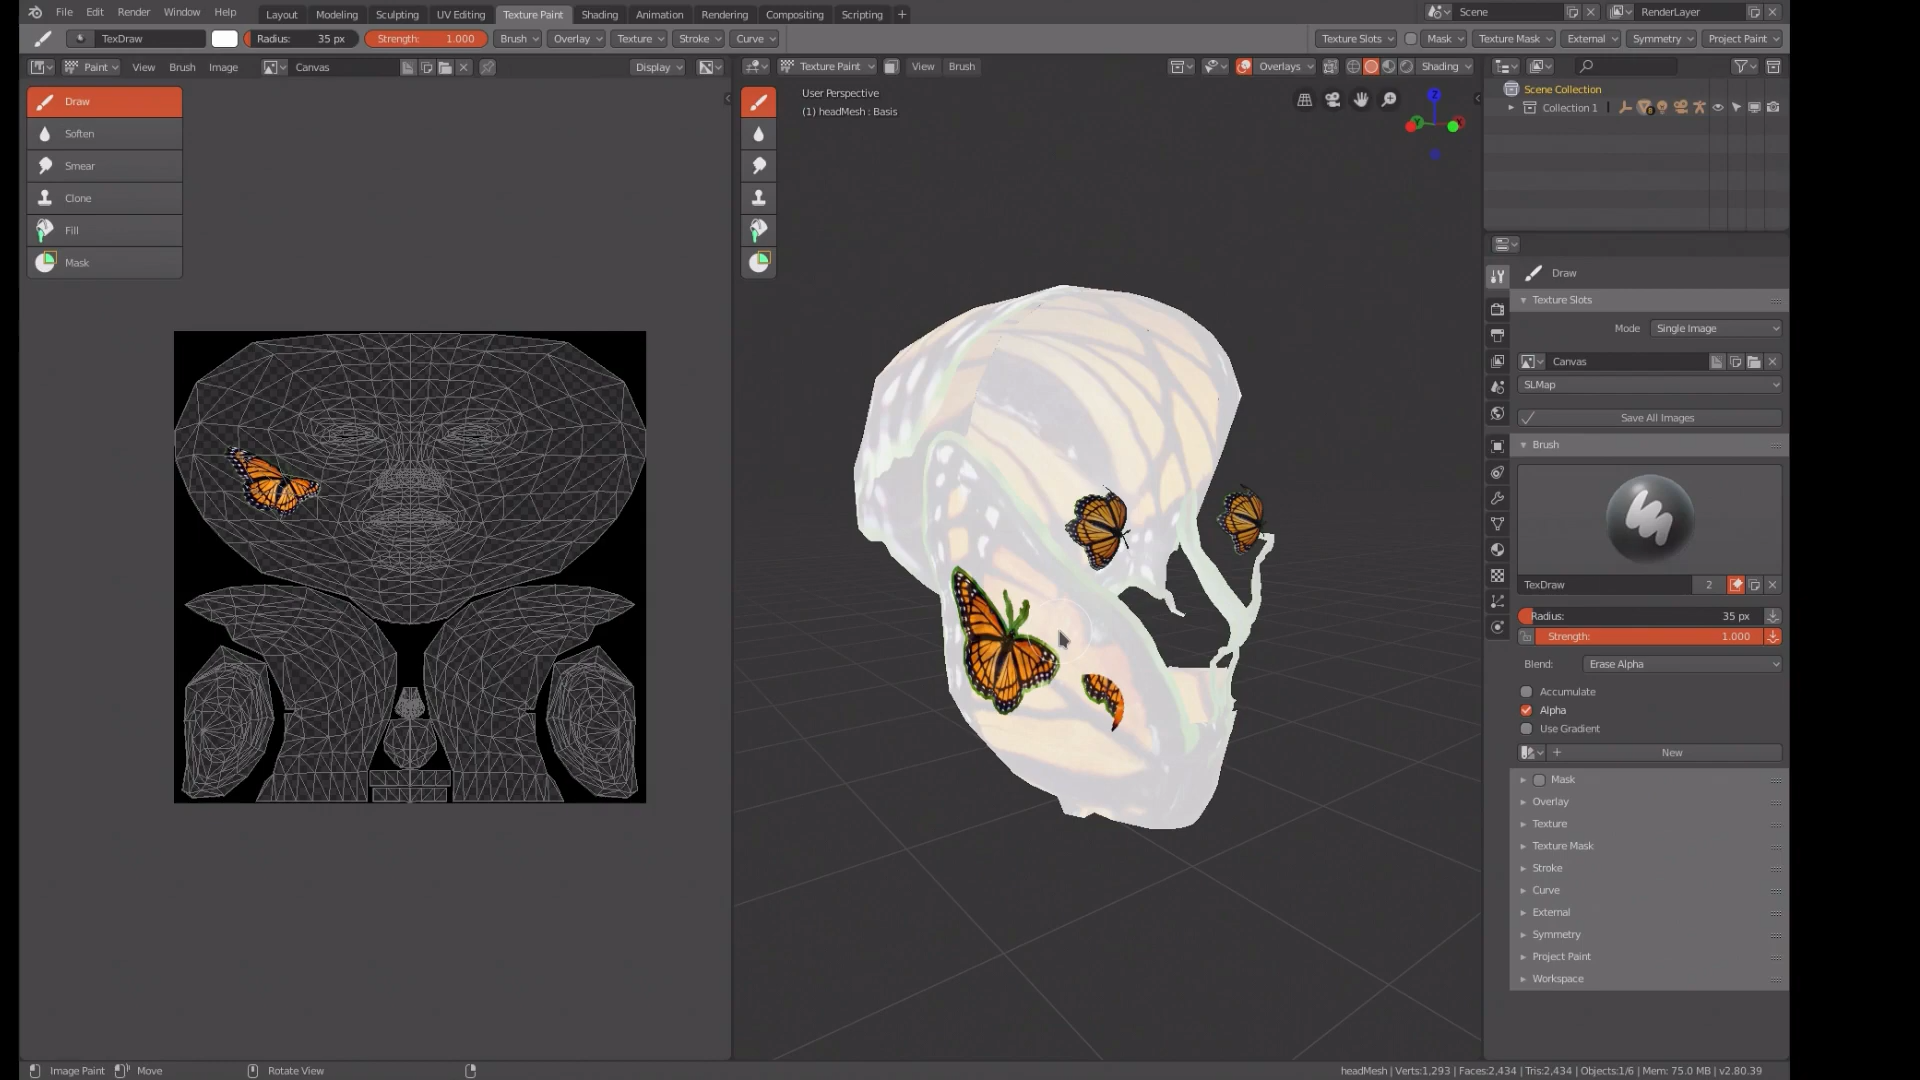 File Edit Render Window Help Layout Modeling Sculpting UV Editing Texture Paint Shading Animation Rendering Compositing Scripting + Scene RenderLayer
TexDraw Radius: 35 px Strength: 1.000 Brush Overlay Texture Stroke Curve Texture Slots Mask Texture Mask External Symmetry Project Paint
Paint View Brush Image Canvas Display Texture Paint View Brush Overlays Shading
Draw
Soften
Smear
Clone
Fill
Mask
User Perspective
(1) headMesh : Basis
Z
Y
Scene Collection
Collection 1
Draw
Texture Slots
Mode Single Image
Canvas
SLMap
Save All Images
Brush
TexDraw 2
Radius: 35 px
Strength: 1.000
Blend: Erase Alpha
Accumulate
Alpha
Use Gradient
+ New
Mask
Overlay
Texture
Texture Mask
Stroke
Curve
External
Symmetry
Project Paint
Workspace
Image Paint Move Rotate View headMesh | Verts:1,293 | Faces:2,434 | Tris:2,434 | Objects:1/6 | Mem: 75.0 MB | v2.80.39